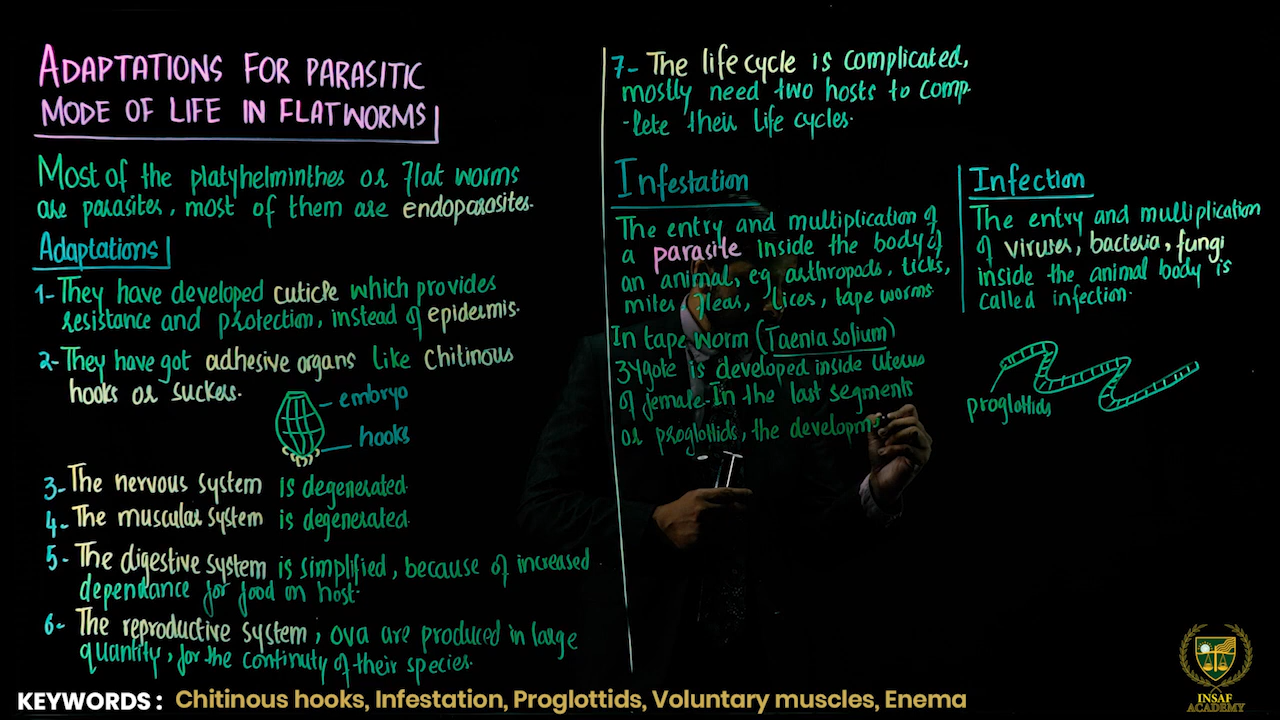 ADAPTATIONS FOR PARASITIC
MODE OF LIFE IN FLATWORMS
Most of the platyhelminthes or flat worms
are parasites, most of them are endoparasites.
Adaptations
1- They have developed cuticle which provides
resistance and protection, instead of epidermis.
2- They have got adhesive organs like chitinous
hooks or suckers.
embryo
hooks
3- The nervous system is degenerated.
4- The muscular system is degenerated.
5- The digestive system is simplified, because of increased
dependance for food on host.
6- The reproductive system; ova are produced in large
quantity, for the continuity of their species.
7- The life cycle is complicated,
mostly need two hosts to comp-
-lete their life cycles.
Infestation
The entry and multiplication of
a parasite inside the body of
an animal, eg arthropods, ticks,
mites fleas, lices, tape worms.
In tape worm (Taenia solium)
zygote is developed inside uterus
of female. In the last segments
or proglottids, the developm
Infection
The entry and multiplication
of viruses, bacteria, fungi
inside the animal body is
called infection.
proglottids
KEYWORDS : Chitinous hooks, Infestation, Proglottids, Voluntary muscles, Enema
INSAF
ACADEMY